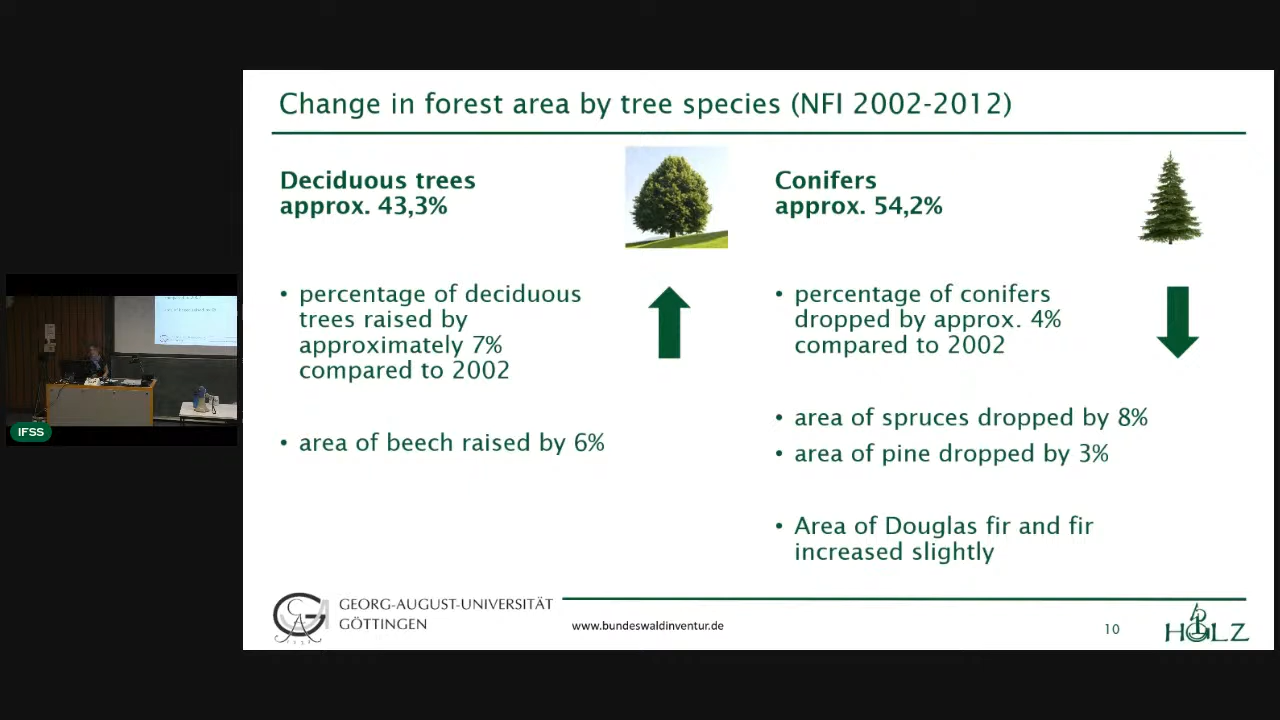 Change in forest area by tree species (NFI 2002-2012)
Deciduous trees
approx. 43,3%
• percentage of deciduous
trees raised by
approximately 7%
compared to 2002
• area of beech raised by 6%
Conifers
approx. 54,2%
• percentage of conifers
dropped by approx. 4%
compared to 2002
• area of spruces dropped by 8%
• area of pine dropped by 3%
• Area of Douglas fir and fir
increased slightly
IFSS
GEORG-AUGUST-UNIVERSITÄT
GÖTTINGEN
www.bundeswaldinventur.de
10
HOLZ